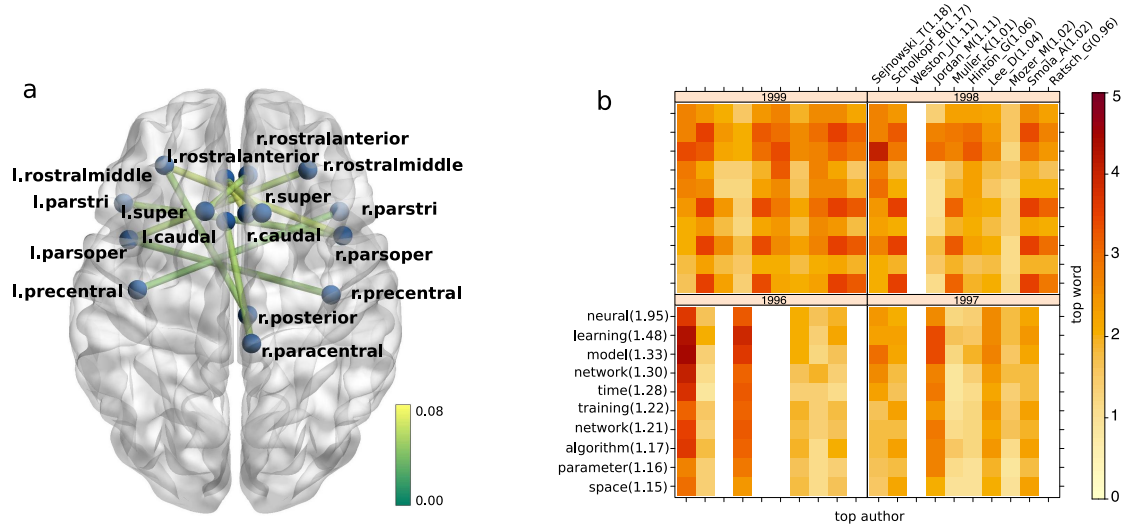 a
r.rostralanterior
l.rostralanterior
r.rostralmiddle
l.rostralmiddle
l.parstri
l.super
r.super
r.parstri
l.caudal
r.caudal
l.parsoper
r.parsoper
l.precentral
r.precentral
r.posterior
r.paracentral
0.08
0.00
b
Sejnowski_T(1.18)
Scholkopf_B(1.17)
Weston_J(1.11)
Jordan_M(1.11)
Muller_K(1.01)
Hinton_G(1.06)
Lee_D(1.04)
Mozer_M(1.02)
Smola_A(1.02)
Ratsch_G(0.96)
1999
1998
1996
1997
neural(1.95)
learning(1.48)
model(1.33)
network(1.30)
time(1.28)
training(1.22)
network(1.21)
algorithm(1.17)
parameter(1.16)
space(1.15)
top author
top word
5
4
3
2
1
0